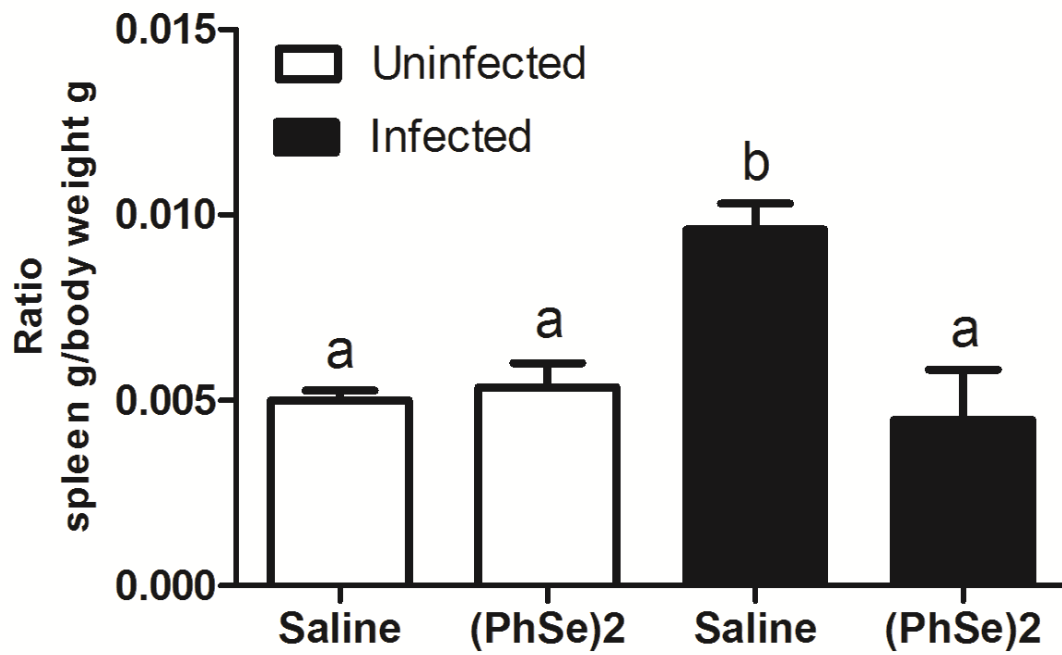 Ratio
spleen g/body weight g
0.015
0.010
0.005
0.000
Uninfected
Infected
a
a
b
a
Saline
(PhSe)2
Saline
(PhSe)2